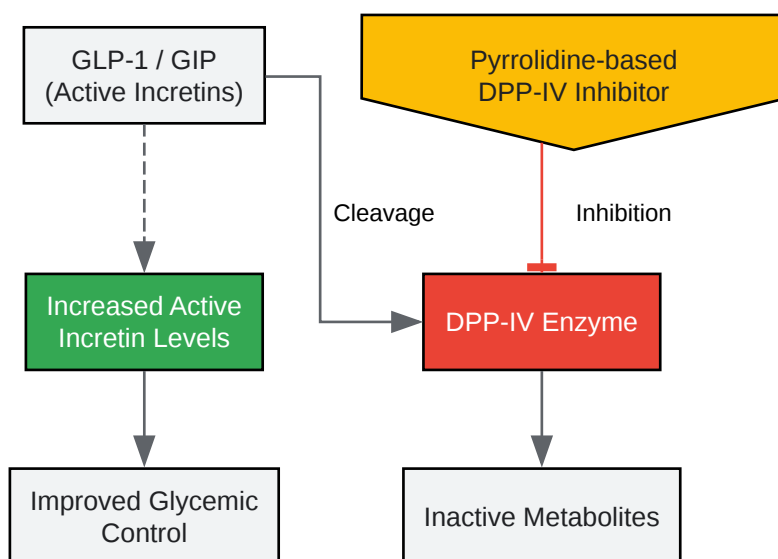 GLP-1 / GIP
(Active Incretins)
Pyrrolidine-based
DPP-IV Inhibitor
Cleavage
Inhibition
Increased Active
Incretin Levels
DPP-IV Enzyme
Improved Glycemic
Control
Inactive Metabolites